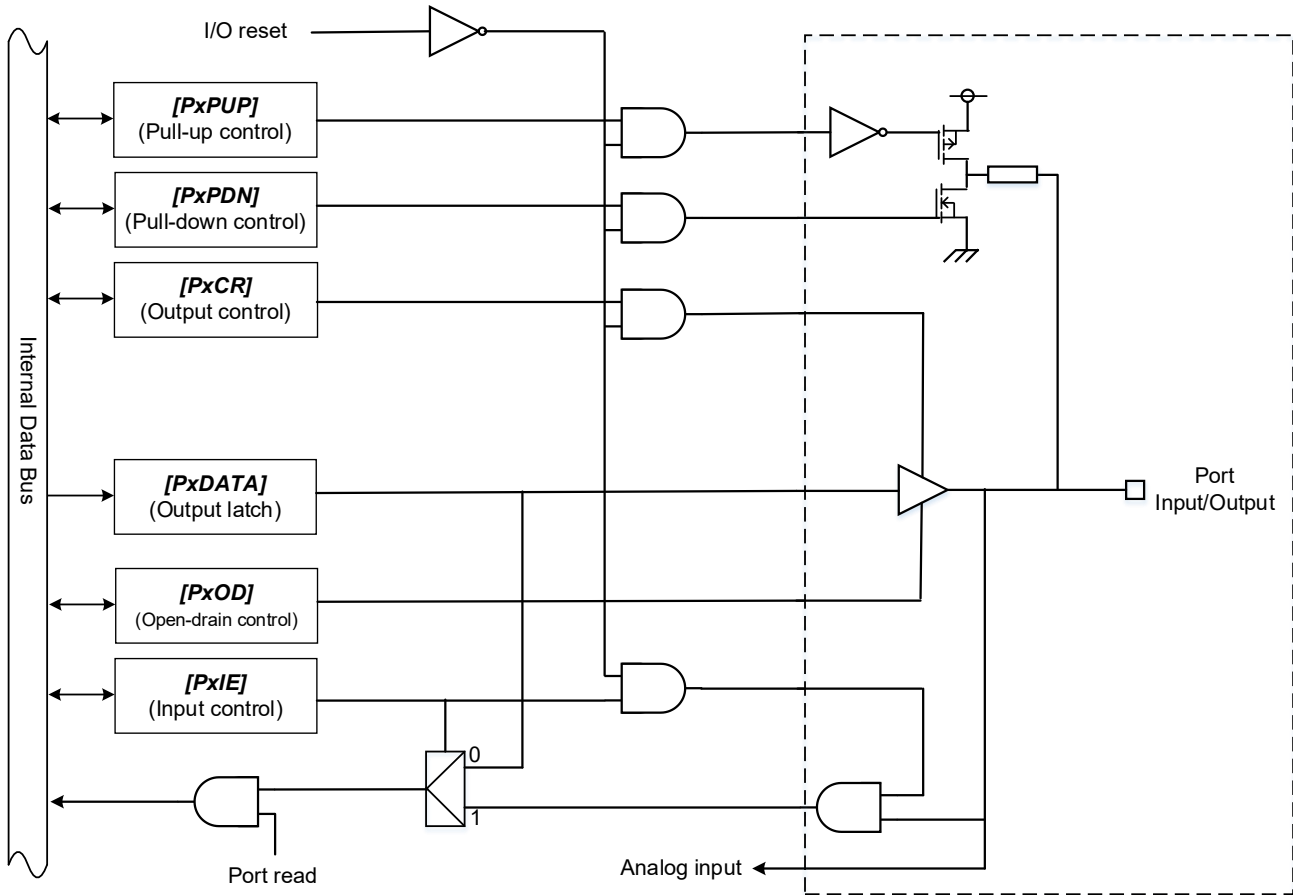 I/O reset
[PxPUP]
(Pull-up control)
[PxPDN]
(Pull-down control)
[PxCR]
(Output control)
Internal Data Bus
[PxDATA]
(Output latch)
Port
Input/Output
[PxOD]
(Open-drain control)
[PxIE]
(Input control)
0
1
Port read
Analog input